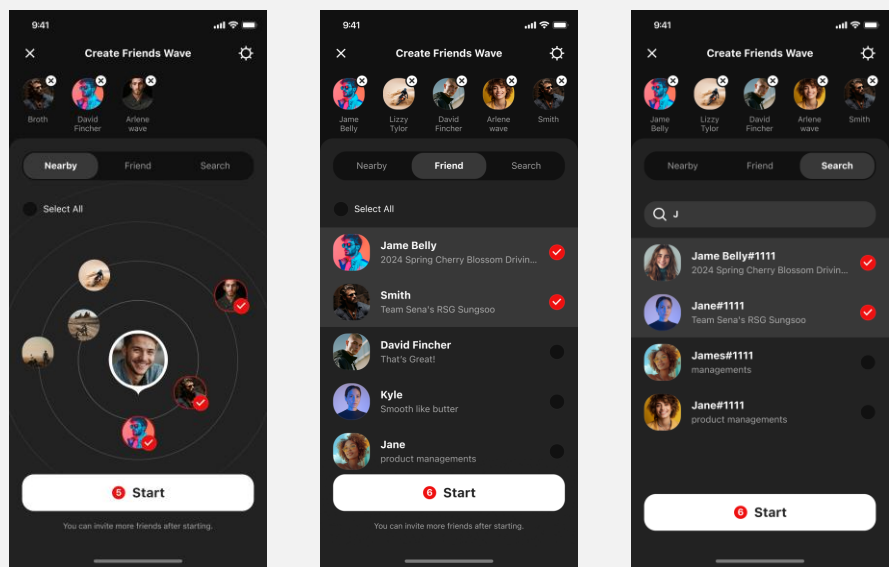 9:41
Create Friends Wave
Broth
David
Fincher
Arlene
wave
Nearby
Friend
Search
Select All
5 Start
You can invite more friends after starting.
9:41
Create Friends Wave
Jame
Belly
Lizzy
Tylor
David
Fincher
Arlene
wave
Smith
Nearby
Friend
Search
Select All
Jame Belly
2024 Spring Cherry Blossom Drivin...
Smith
Team Sena's RSG Sungsoo
David Fincher
That's Great!
Kyle
Smooth like butter
Jane
product managements
6 Start
You can invite more friends after starting.
9:41
Create Friends Wave
Jame
Belly
Lizzy
Tylor
David
Fincher
Arlene
wave
Smith
Nearby
Friend
Search
J
Jame Belly#1111
2024 Spring Cherry Blossom Drivin...
Jane#1111
Team Sena's RSG Sungsoo
James#1111
managements
Jane#1111
product managements
6 Start